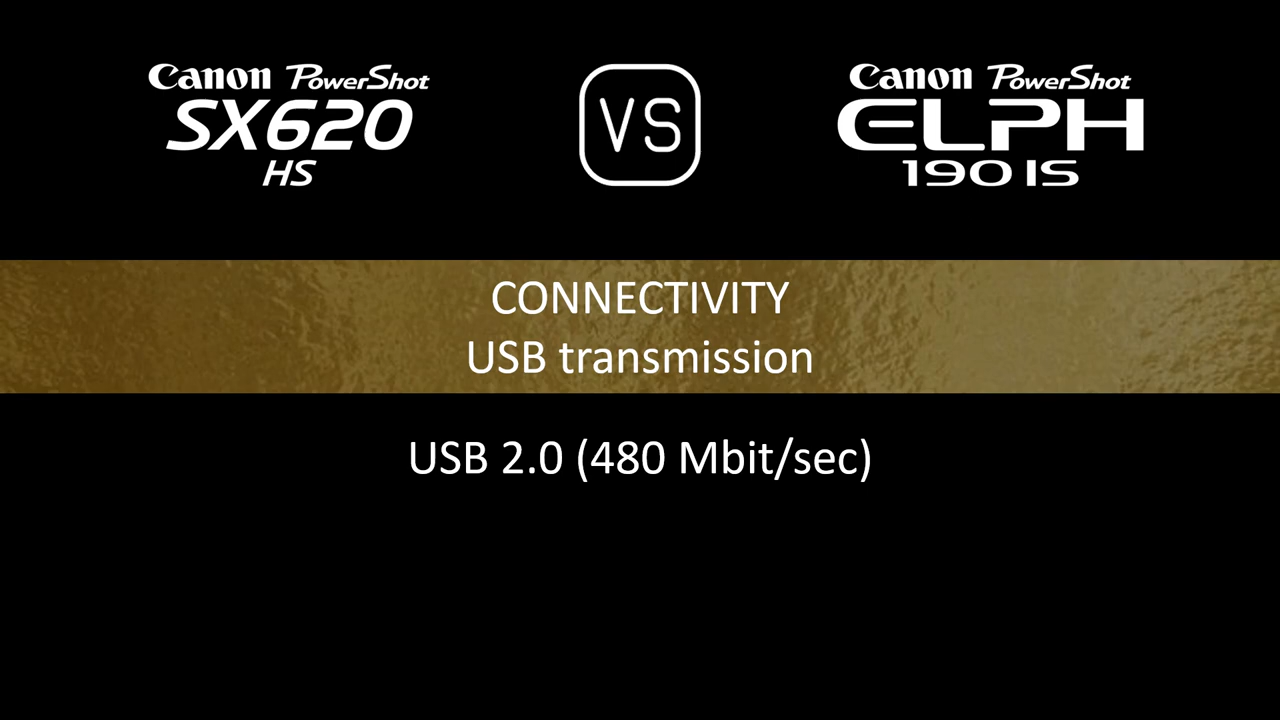 Canon PowerShot
SX620
HS
VS
Canon PowerShot
ELPH
190 IS
CONNECTIVITY
USB transmission
USB 2.0 (480 Mbit/sec)